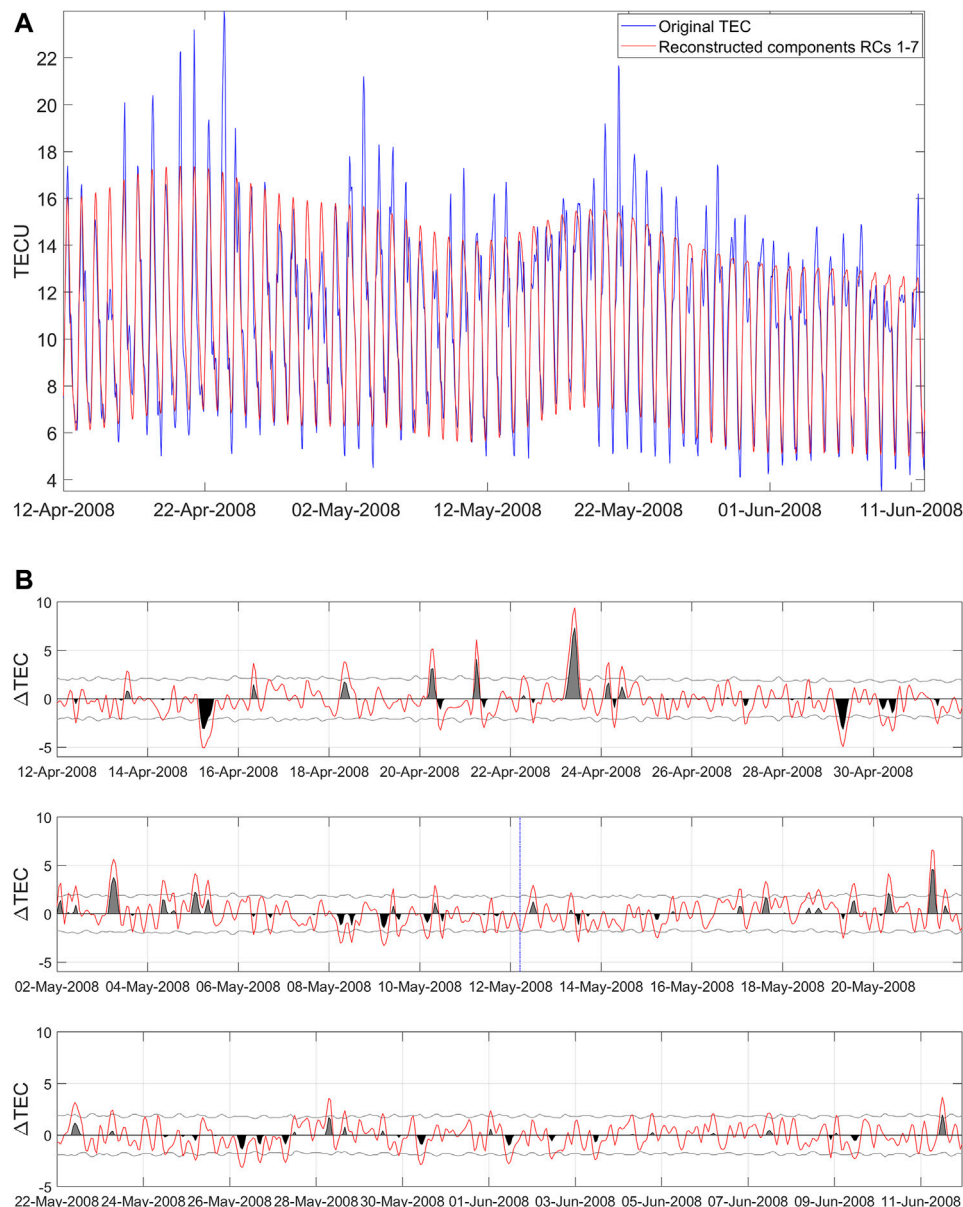 A
Original TEC
Reconstructed components RCs 1-7
TECU
22
20
18
16
14
12
10
8
6
4
12-Apr-2008 22-Apr-2008 02-May-2008 12-May-2008 22-May-2008 01-Jun-2008 11-Jun-2008
B
ΔTEC
10
5
0
-5
12-Apr-2008 14-Apr-2008 16-Apr-2008 18-Apr-2008 20-Apr-2008 22-Apr-2008 24-Apr-2008 26-Apr-2008 28-Apr-2008 30-Apr-2008
ΔTEC
10
5
0
-5
02-May-2008 04-May-2008 06-May-2008 08-May-2008 10-May-2008 12-May-2008 14-May-2008 16-May-2008 18-May-2008 20-May-2008
ΔTEC
10
5
0
-5
22-May-2008 24-May-2008 26-May-2008 28-May-2008 30-May-2008 01-Jun-2008 03-Jun-2008 05-Jun-2008 07-Jun-2008 09-Jun-2008 11-Jun-2008